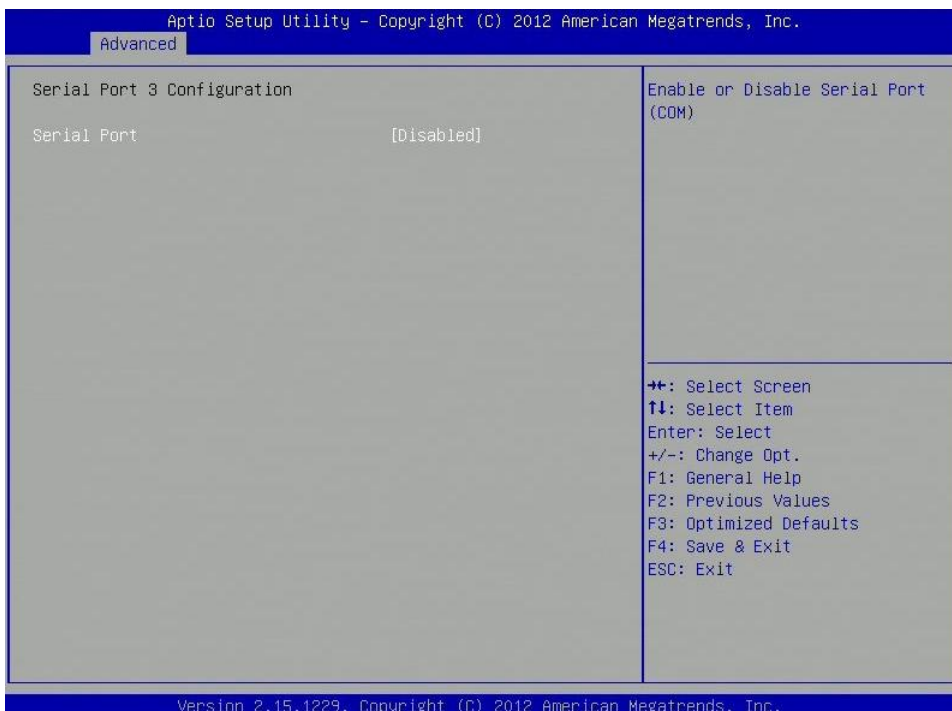 Aptio Setup Utility – Copyright (C) 2012 American Megatrends, Inc.
Advanced
Serial Port 3 Configuration
Serial Port [Disabled]
Enable or Disable Serial Port
(COM)
→←: Select Screen
↑↓: Select Item
Enter: Select
+/-: Change Opt.
F1: General Help
F2: Previous Values
F3: Optimized Defaults
F4: Save & Exit
ESC: Exit
Version 2.15.1229. Copyright (C) 2012 American Megatrends, Inc.